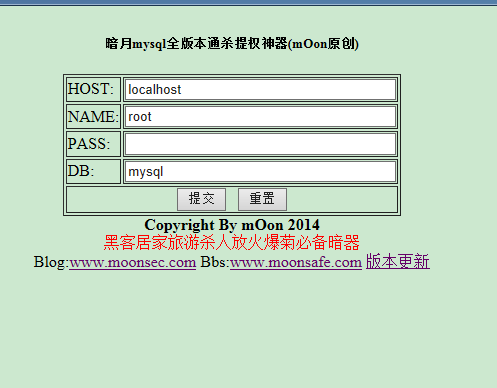 暗月mysql全版本通杀提权神器(mOon原创)
HOST: localhost
NAME: root
PASS:
DB: mysql
提交 重置
Copyright By mOon 2014
黑客居家旅游杀人放火爆菊必备暗器
Blog:www.moonsec.com Bbs:www.moonsafe.com 版本更新